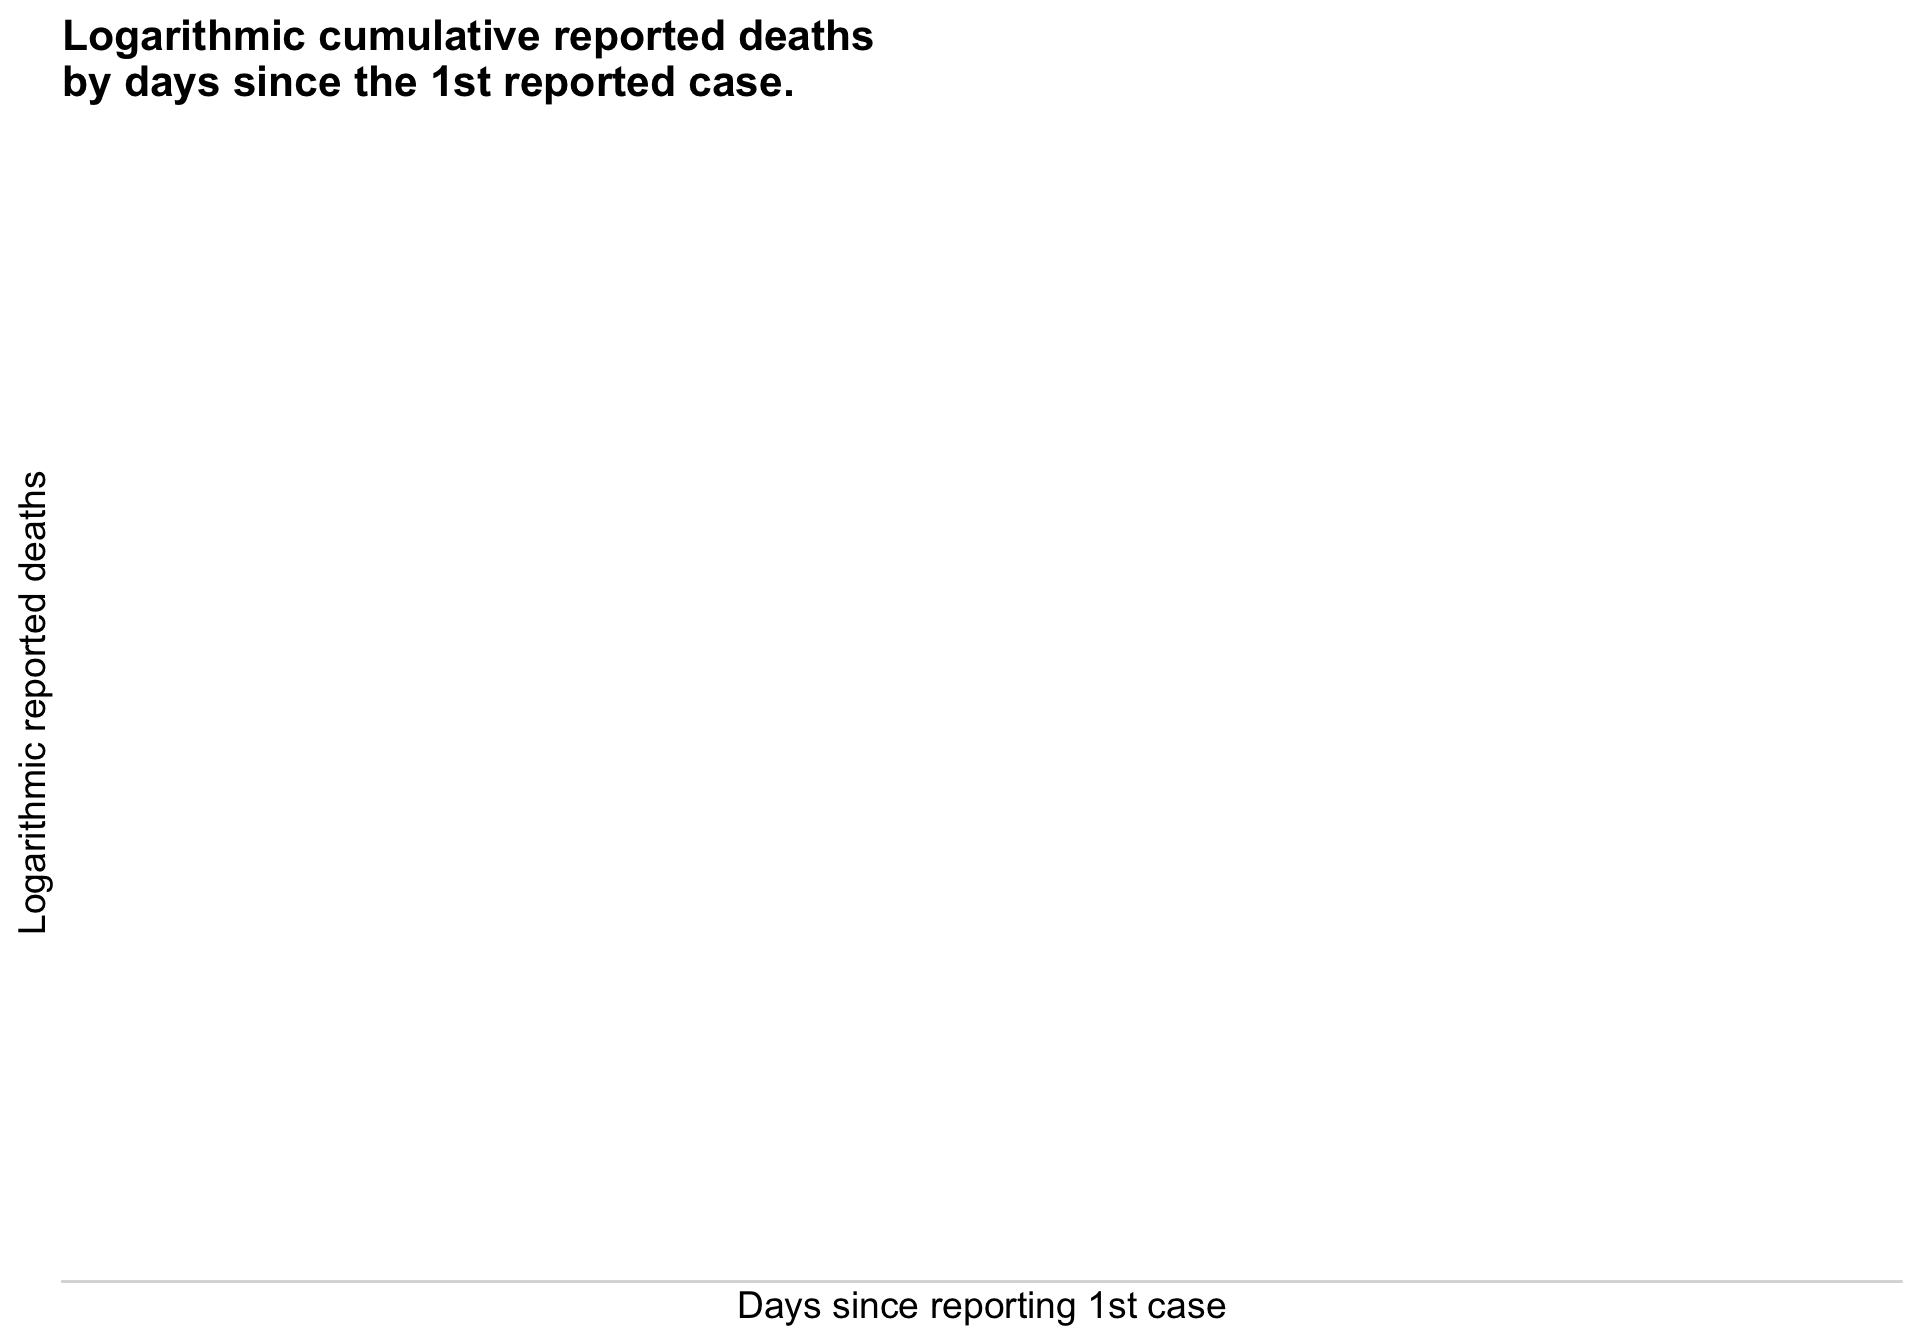 Logarithmic cumulative reported deaths
by days since the 1st reported case.
Logarithmic reported deaths
Days since reporting 1st case